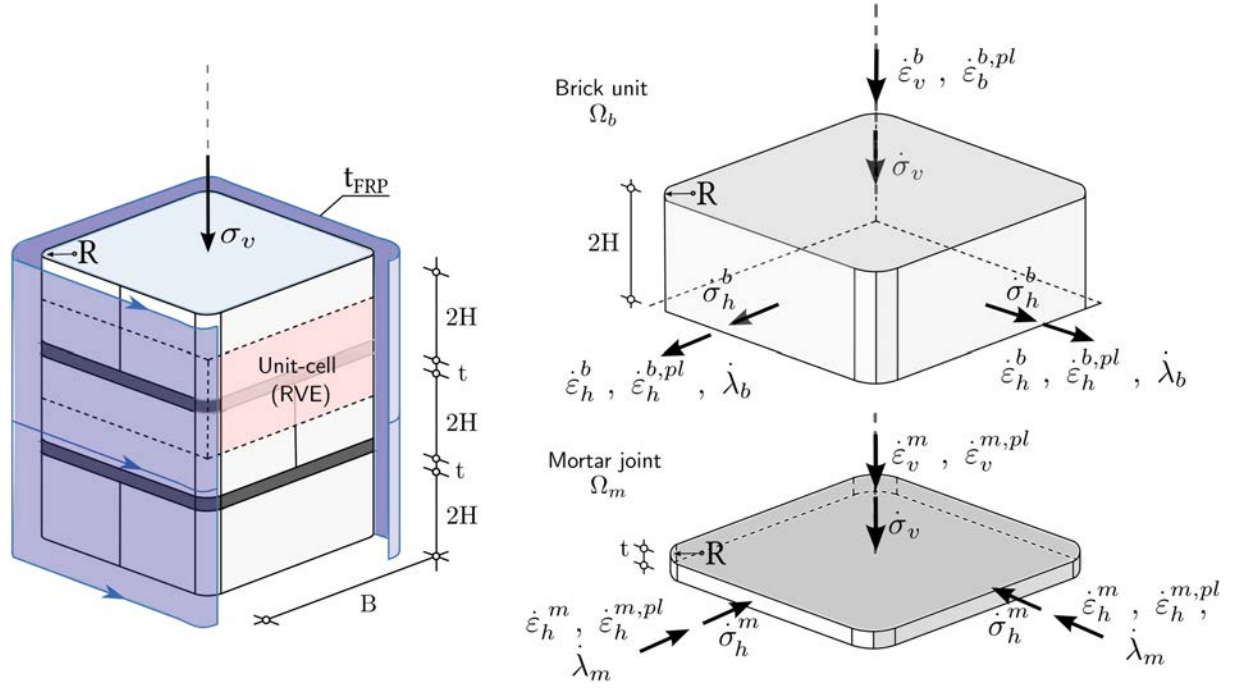 t_FRP
σ_v
R
2H
t
Unit-cell
(RVE)
2H
t
2H
B
Brick unit
Ω_b
ε̇_v^b , ε̇_b^{b,pl}
σ̇_v
R
2H
σ̇_h^b
σ̇_h^b
ε̇_h^b , ε̇_h^{b,pl} , λ̇_b
ε̇_h^b , ε̇_h^{b,pl} , λ̇_b
Mortar joint
Ω_m
ε̇_v^m , ε̇_v^{m,pl}
σ̇_v
t
R
ε̇_h^m , ε̇_h^{m,pl}
λ̇_m
σ̇_h^m
σ̇_h^m
ε̇_h^m , ε̇_h^{m,pl} ,
λ̇_m